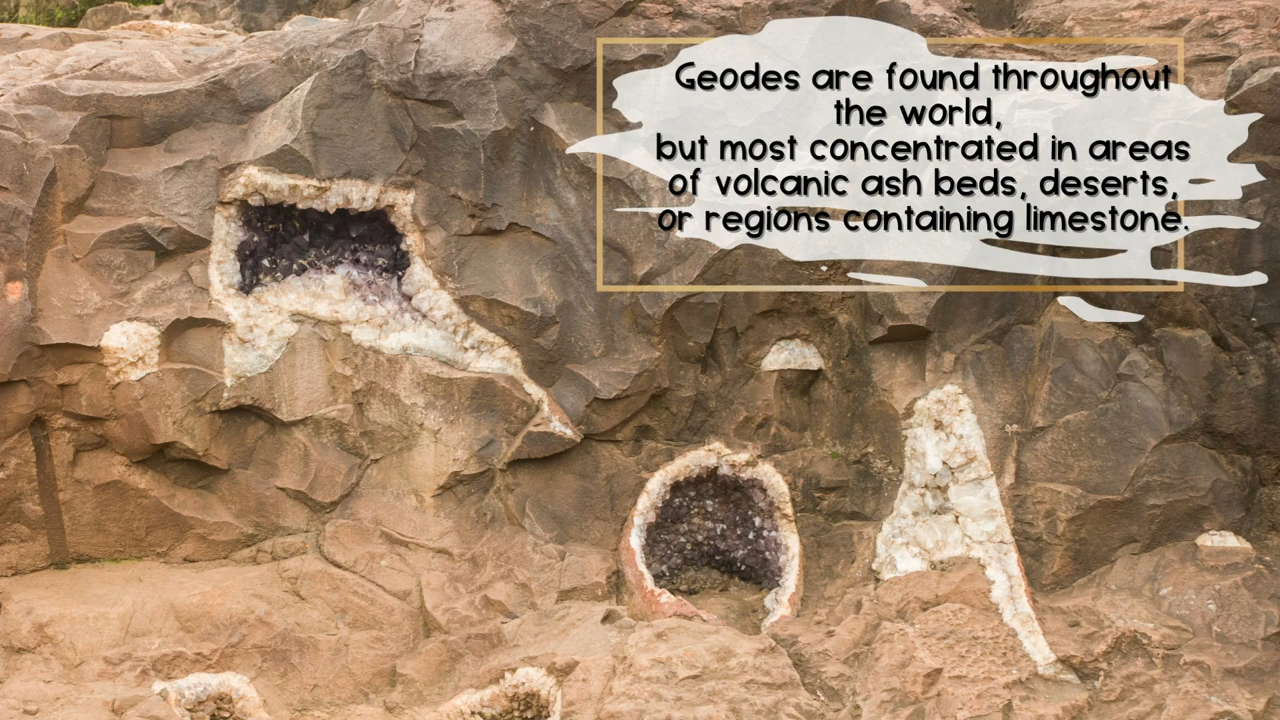 Geodes are found throughout
the world,
but most concentrated in areas
of volcanic ash beds, deserts,
or regions containing limestone.